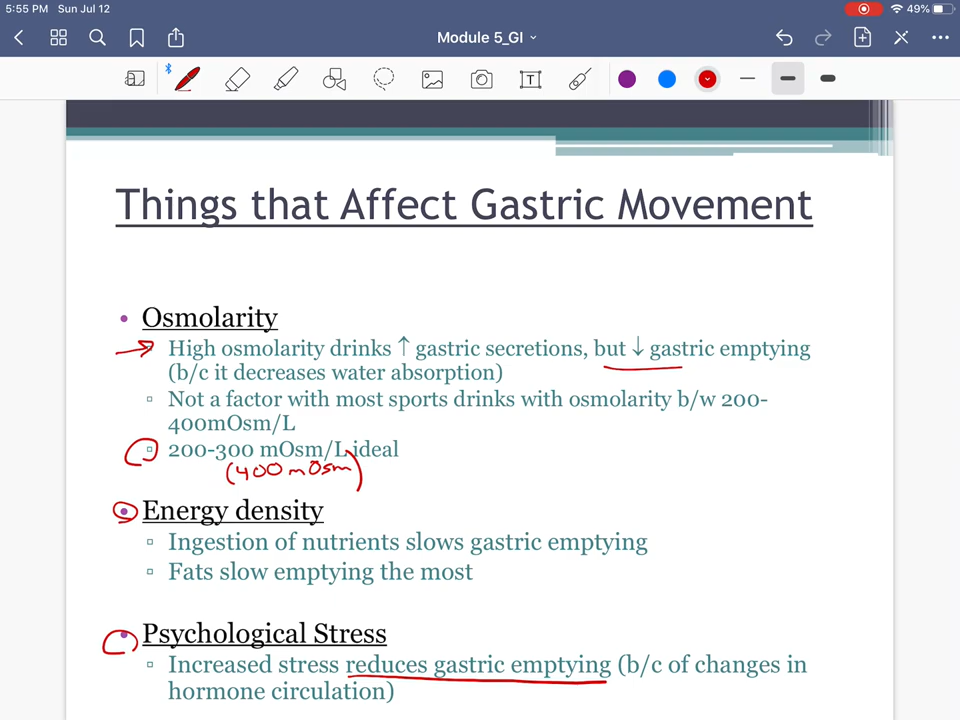 5:55 PM Sun Jul 12
49%
Module 5_GI
a
T
Things that Affect Gastric Movement
• Osmolarity
▫ High osmolarity drinks ↑ gastric secretions, but ↓ gastric emptying
(b/c it decreases water absorption)
▫ Not a factor with most sports drinks with osmolarity b/w 200-
400mOsm/L
▫ 200-300 mOsm/L ideal
(400 mOsm)
• Energy density
▫ Ingestion of nutrients slows gastric emptying
▫ Fats slow emptying the most
• Psychological Stress
▫ Increased stress reduces gastric emptying (b/c of changes in
hormone circulation)